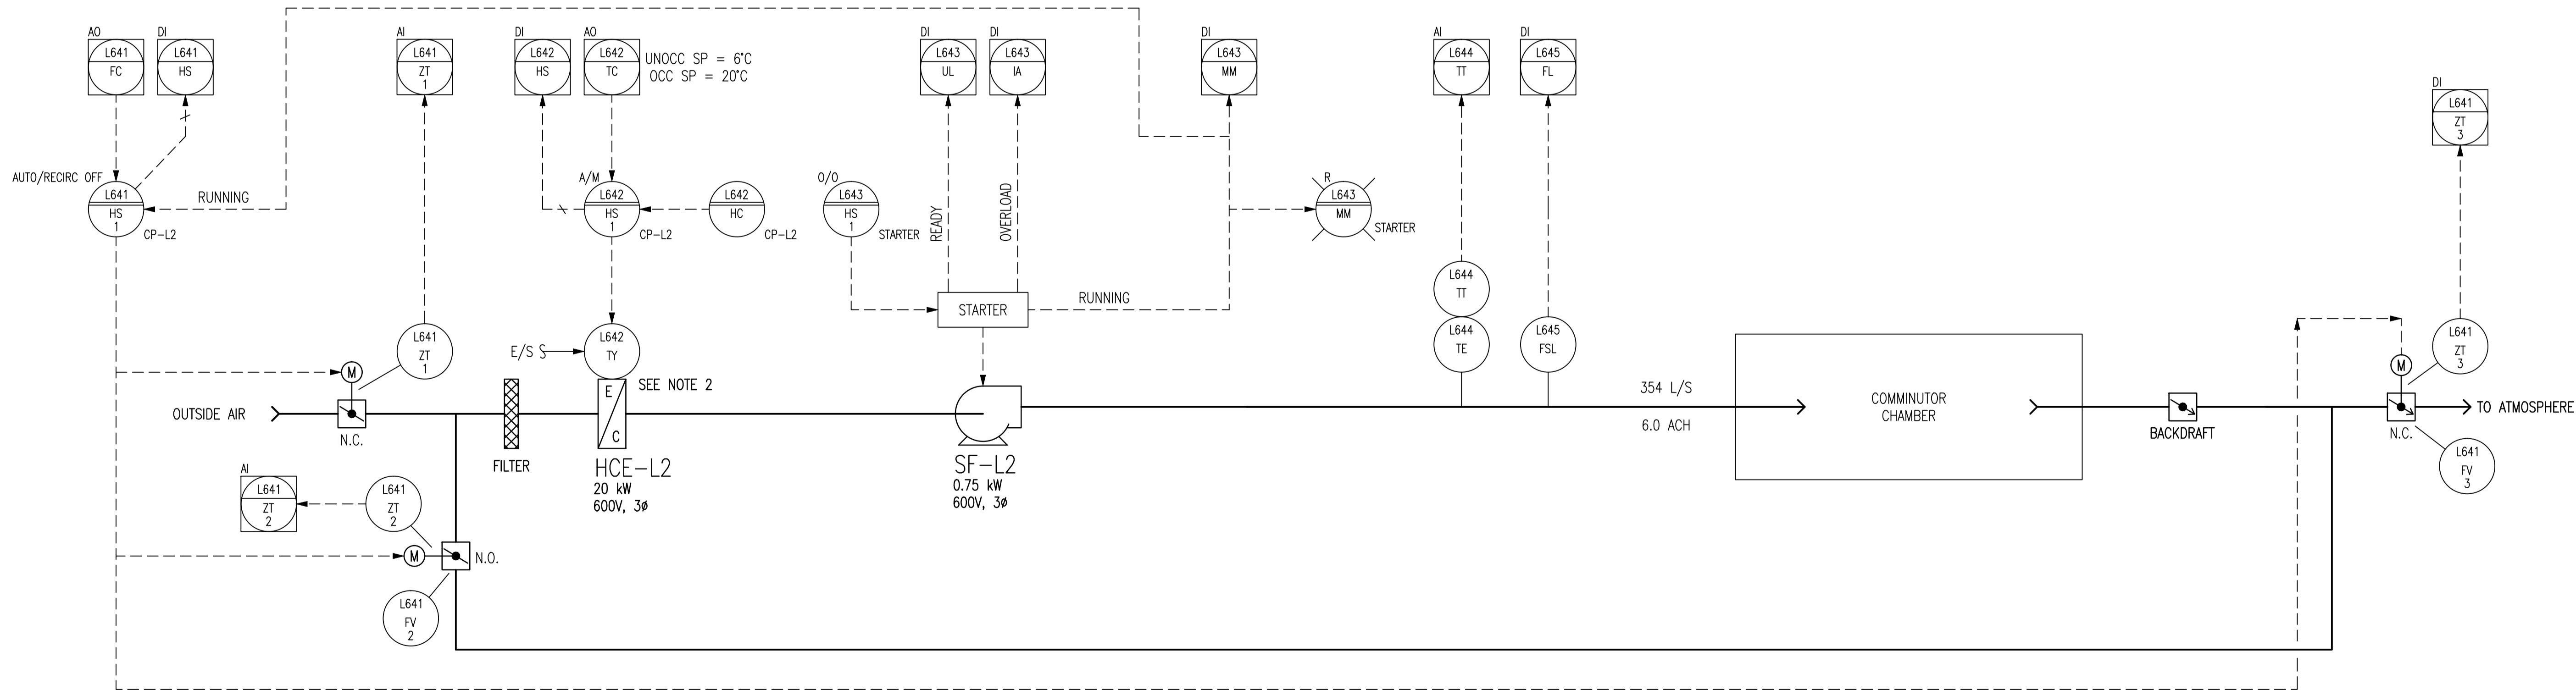 AO
L641
FC
DI
L641
HS
AI
L641
ZT
1
DI
L642
HS
AO
L642
TC
UNOCC SP = 6°C
OCC SP = 20°C
DI
L643
UL
DI
L643
IA
DI
L643
MM
AI
L644
TT
DI
L645
FL
DI
L641
ZT
3
AUTO/RECIRC OFF
L641
HS
1
CP-L2
RUNNING
A/M
L642
HS
1
CP-L2
L642
HC
CP-L2
O/O
L643
HS
1
STARTER
READY
OVERLOAD
R
L643
MM
STARTER
L644
TT
STARTER
RUNNING
L641
ZT
1
E/S
L642
TY
L644
TE
L645
FSL
L641
ZT
3
M
M
E
C
SEE NOTE 2
354 L/S
COMMINUTOR
CHAMBER
OUTSIDE AIR
N.C.
6.0 ACH
BACKDRAFT
N.C.
TO ATMOSPHERE
FILTER
HCE-L2
20 kW
600V, 3ø
SF-L2
0.75 kW
600V, 3ø
L641
FV
3
AI
L641
ZT
2
L641
ZT
2
M
N.O.
L641
FV
2